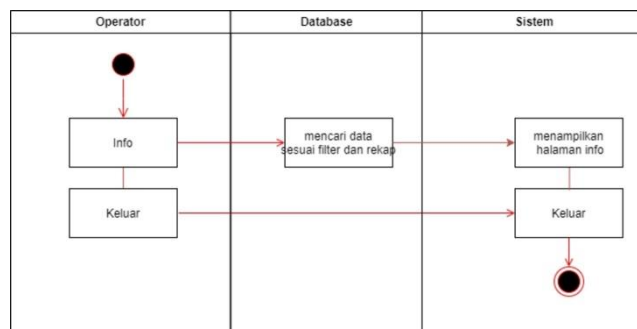 Operator
Database
Sistem
Info
mencari data
sesuai filter dan rekap
menampilkan
halaman info
Keluar
Keluar